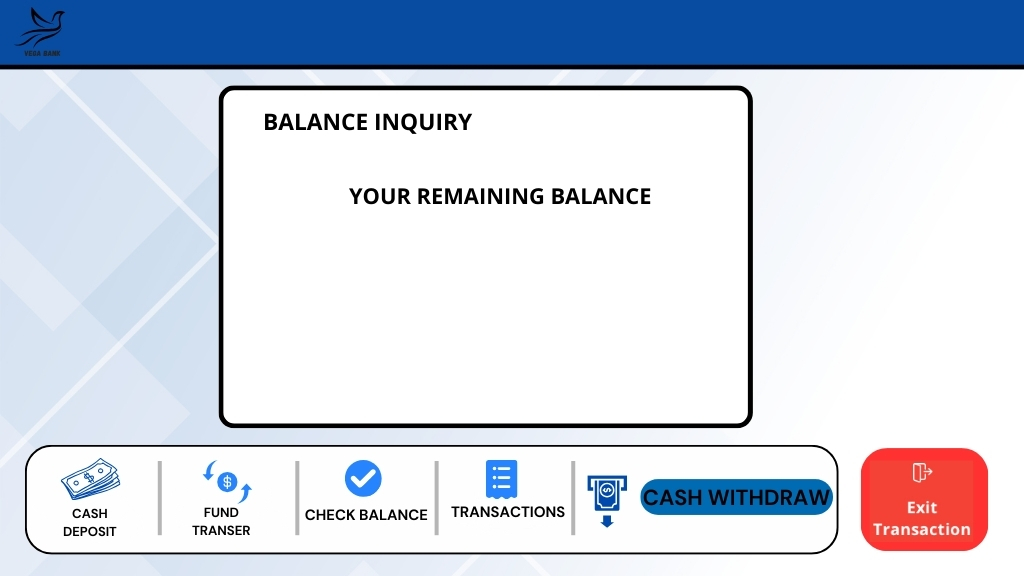 VEGA BANK
BALANCE INQUIRY
YOUR REMAINING BALANCE
CASH
DEPOSIT
FUND
TRANSER
CHECK BALANCE
TRANSACTIONS
CASH WITHDRAW
Exit
Transaction